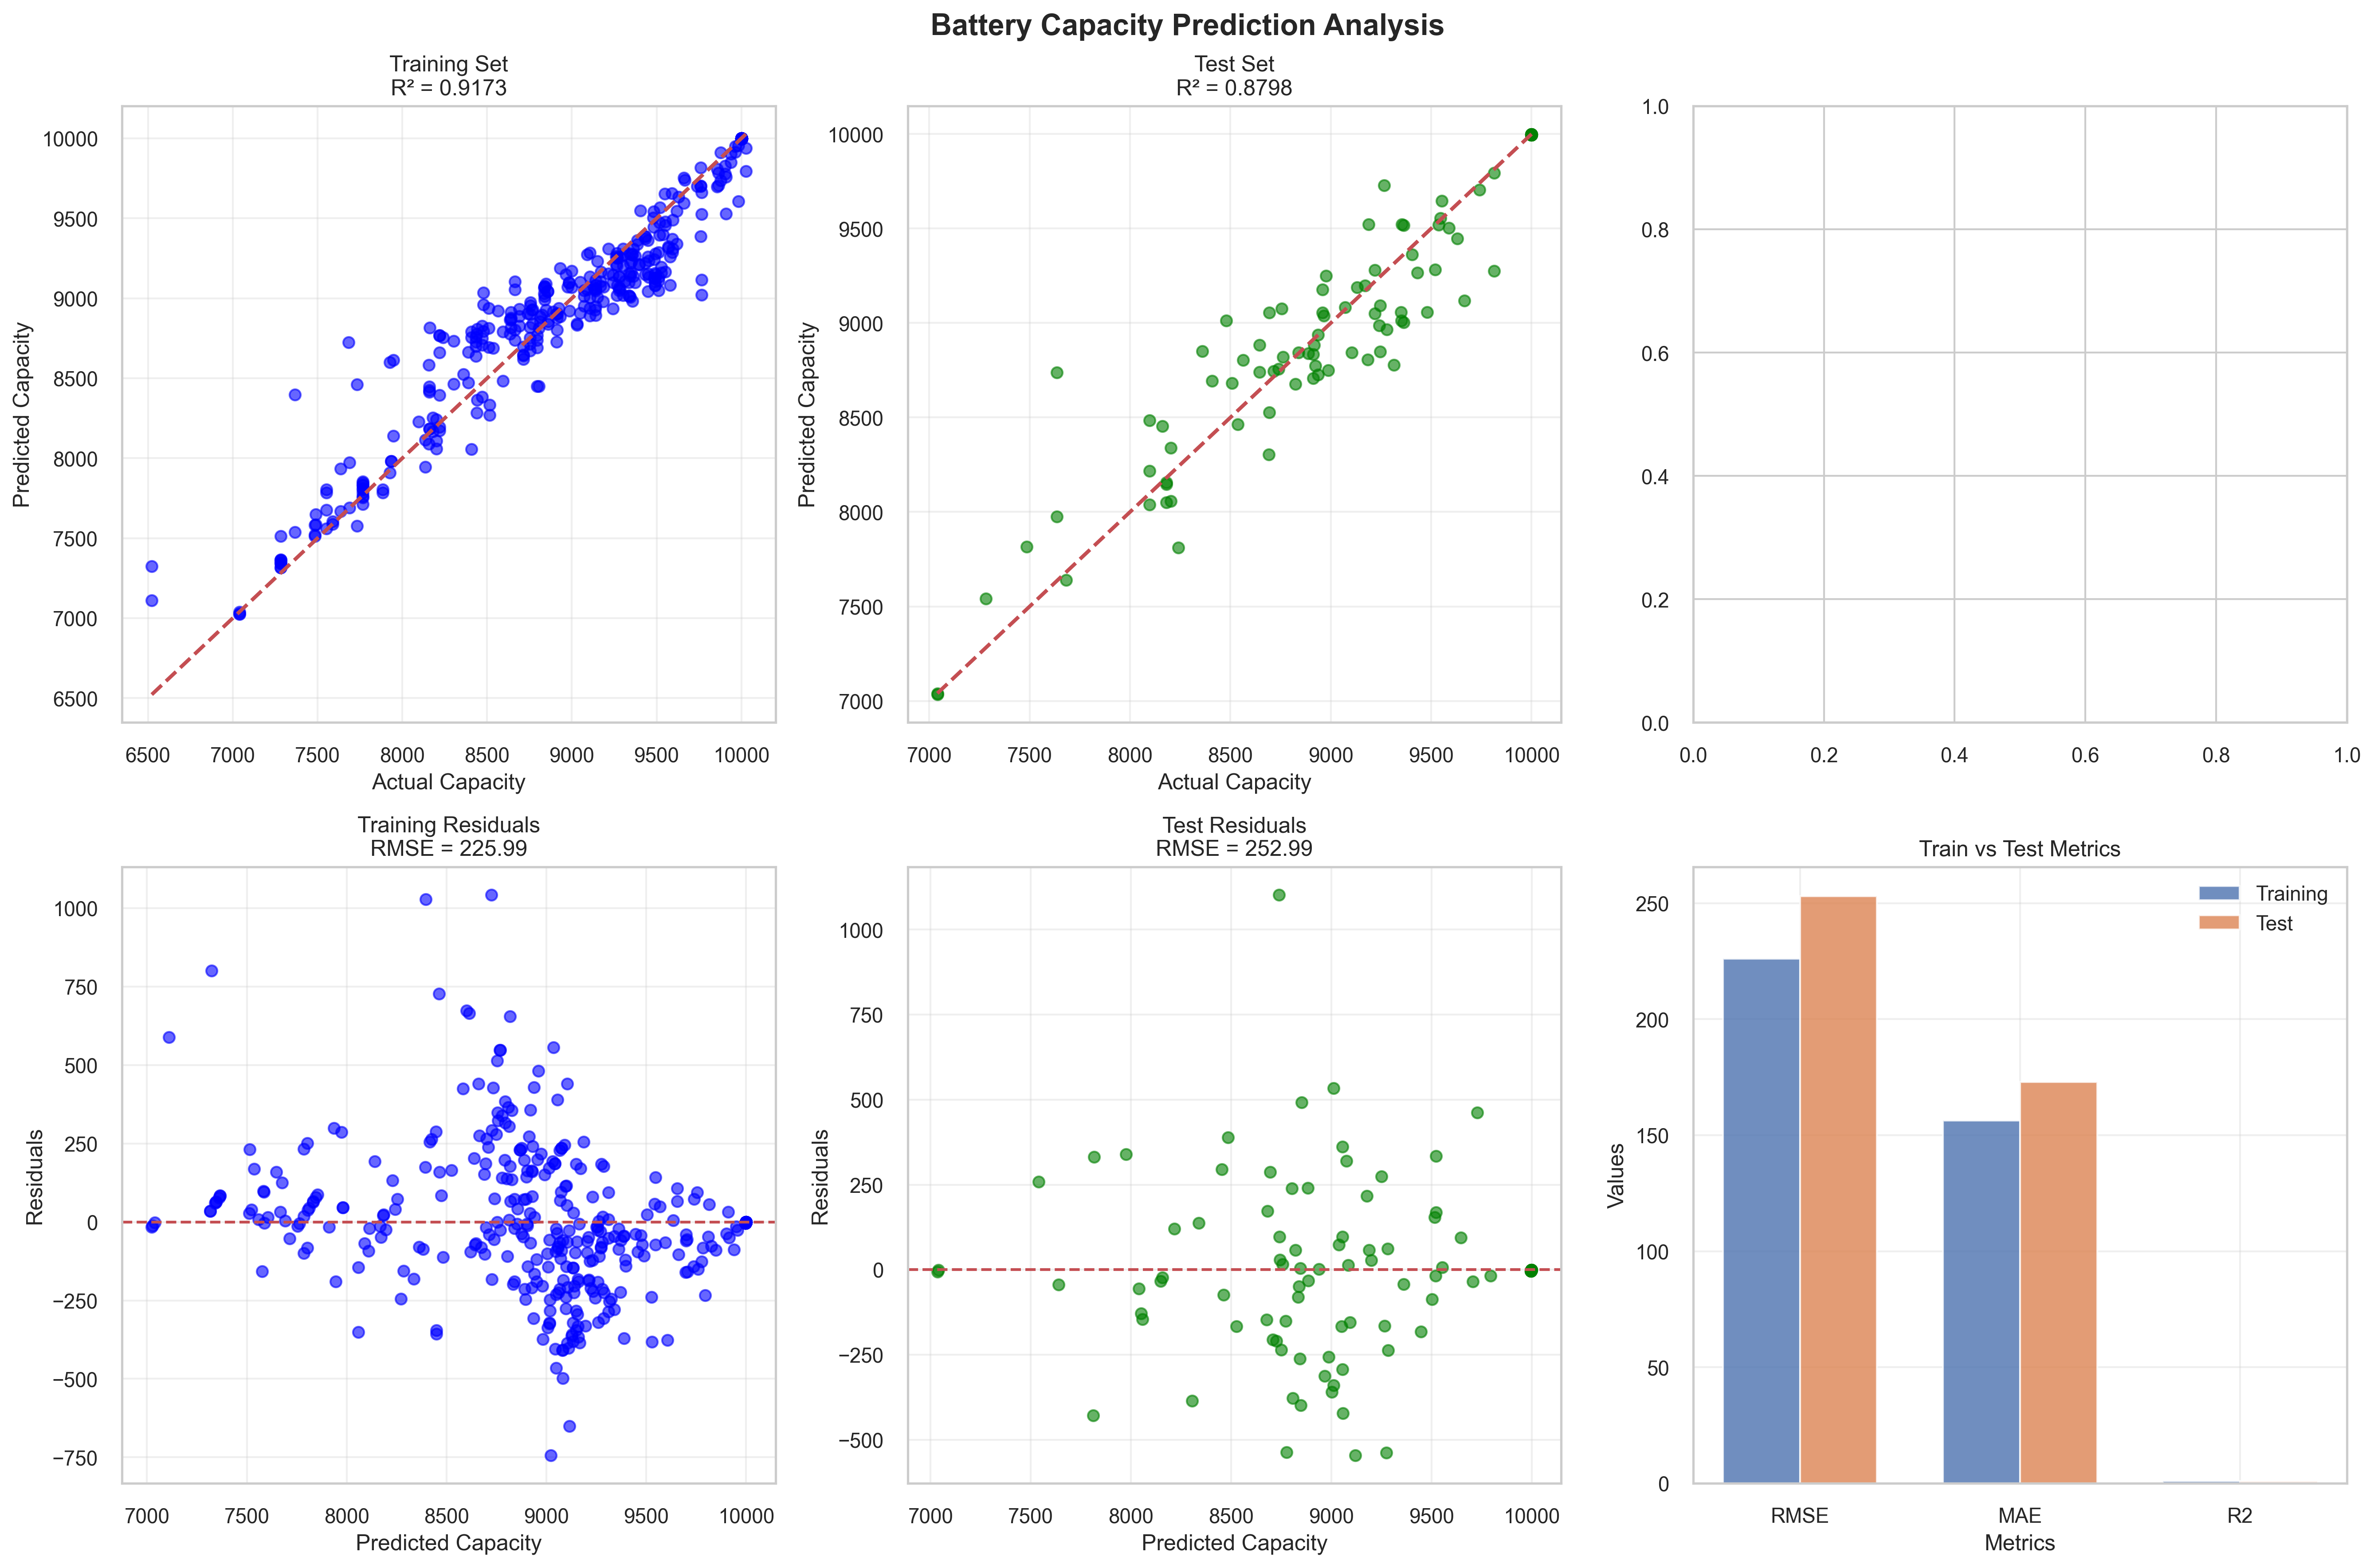 Battery Capacity Prediction Analysis
Training Set
R² = 0.9173
10000
9500
9000
8500
8000
7500
7000
6500
Predicted Capacity
6500 7000 7500 8000 8500 9000 9500 10000
Actual Capacity
Test Set
R² = 0.8798
10000
9500
9000
8500
8000
7500
7000
Predicted Capacity
7000 7500 8000 8500 9000 9500 10000
Actual Capacity
1.0
0.8
0.6
0.4
0.2
0.0
0.0 0.2 0.4 0.6 0.8 1.0
Training Residuals
RMSE = 225.99
1000
750
500
250
0
−250
−500
−750
Residuals
7000 7500 8000 8500 9000 9500 10000
Predicted Capacity
Test Residuals
RMSE = 252.99
1000
750
500
250
0
−250
−500
Residuals
7000 7500 8000 8500 9000 9500 10000
Predicted Capacity
Train vs Test Metrics
Training
Test
250
200
150
100
50
0
Values
RMSE MAE R2
Metrics